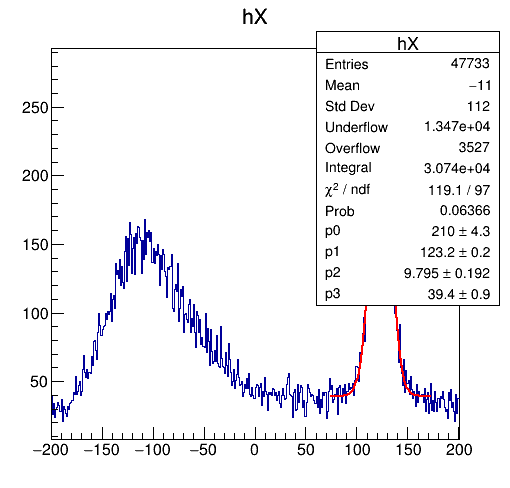 hX
hX
Entries 47733
Mean −11
Std Dev 112
Underflow 1.347e+04
Overflow 3527
Integral 3.074e+04
χ² / ndf 119.1 / 97
Prob 0.06366
p0 210 ± 4.3
p1 123.2 ± 0.2
p2 9.795 ± 0.192
p3 39.4 ± 0.9
250
200
150
100
50
−200 −150 −100 −50 0 50 100 150 200